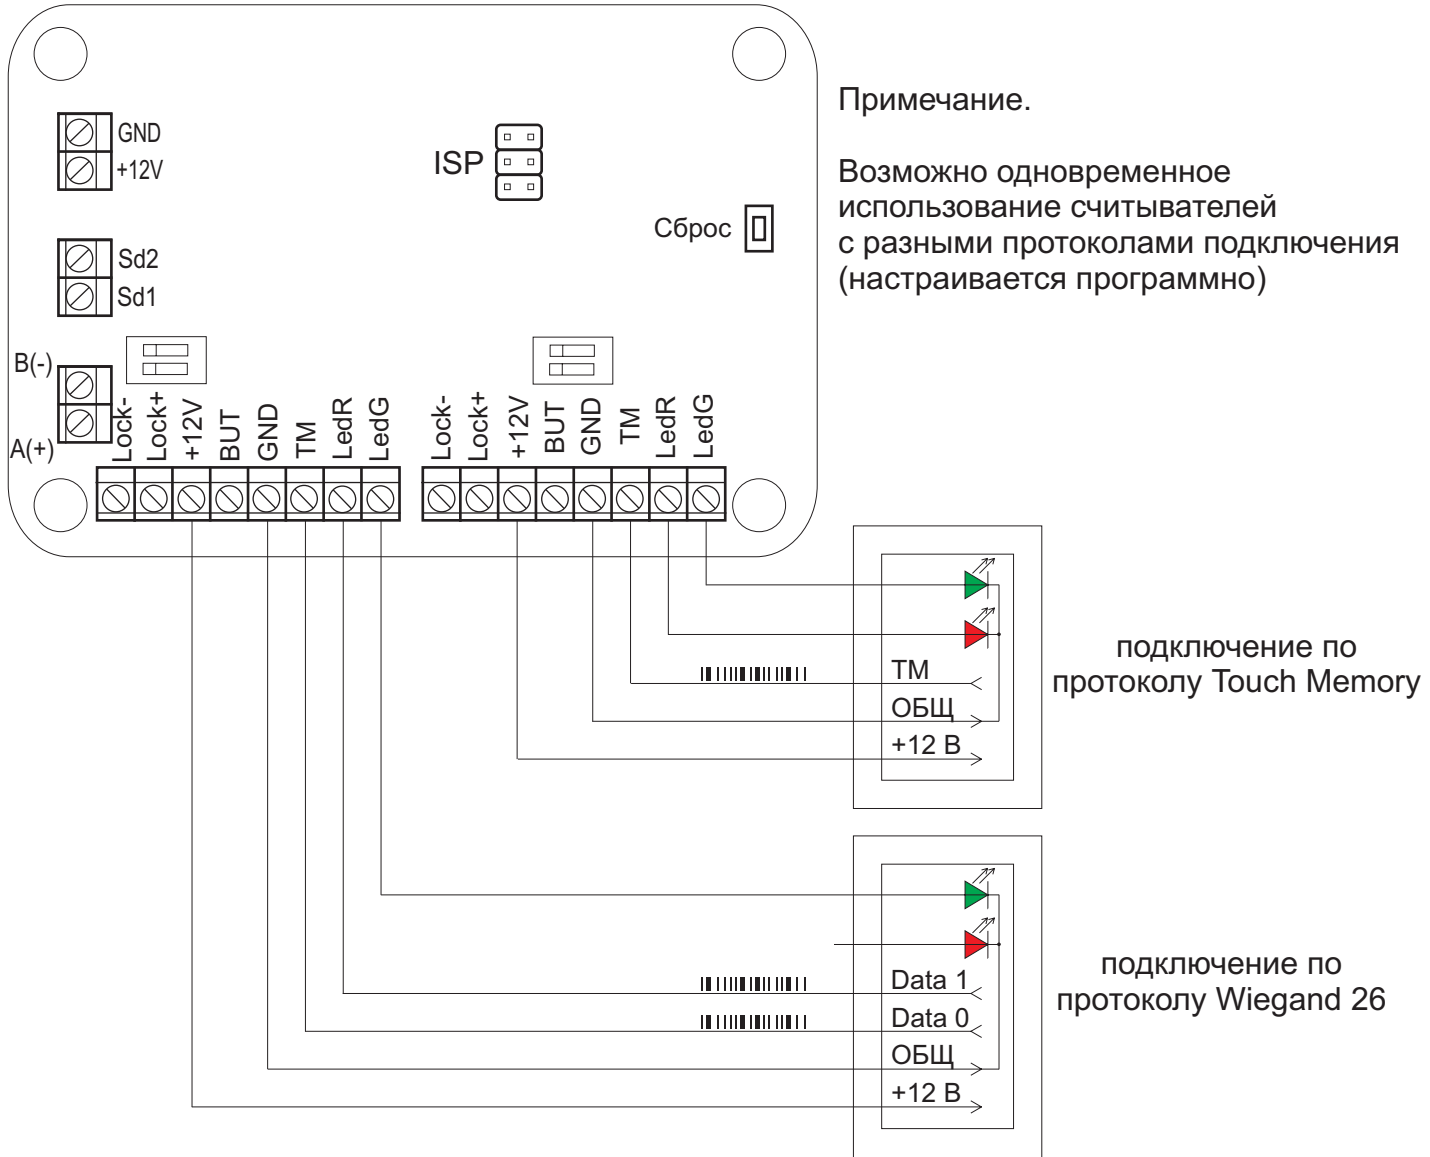 Примечание.
Возможно одновременное
использование считывателей
с разными протоколами подключения
(настраивается программно)
GND
+12V
ISP
Сброс
Sd2
Sd1
B(-)
A(+)
Lock-
Lock+
+12V
BUT
GND
TM
LedR
LedG
Lock-
Lock+
+12V
BUT
GND
TM
LedR
LedG
TM
ОБЩ
+12 В
подключение по
протоколу Touch Memory
Data 1
Data 0
ОБЩ
+12 В
подключение по
протоколу Wiegand 26